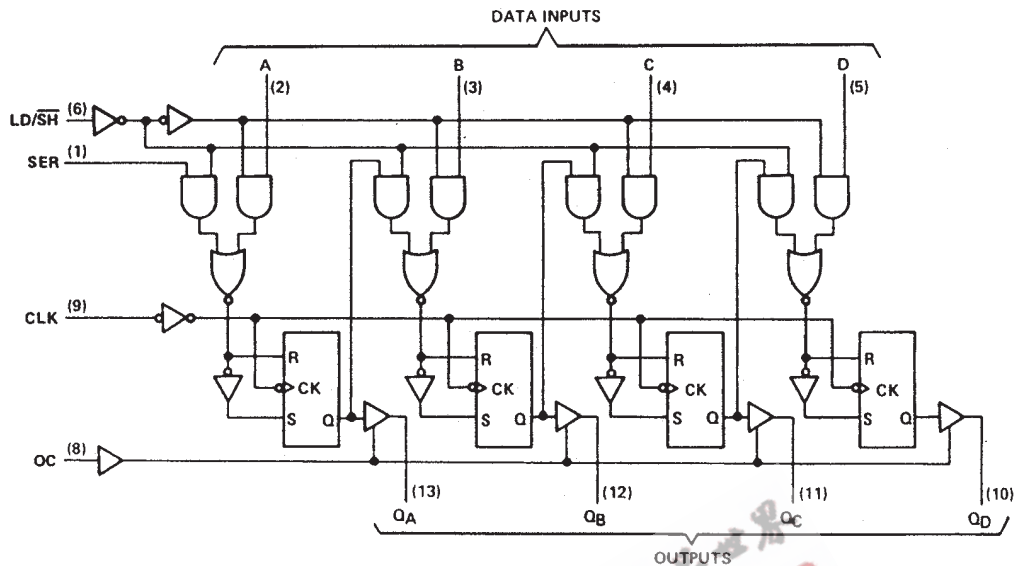 DATA INPUTS
A
B
C
D
(2)
(3)
(4)
(5)
LD/SH (6)
SER (1)
CLK (9)
R
CK
S
Q
R
CK
S
Q
R
CK
S
Q
R
CK
S
Q
OC (8)
(13)
(12)
(11)
(10)
QA
QB
QC
QD
OUTPUTS